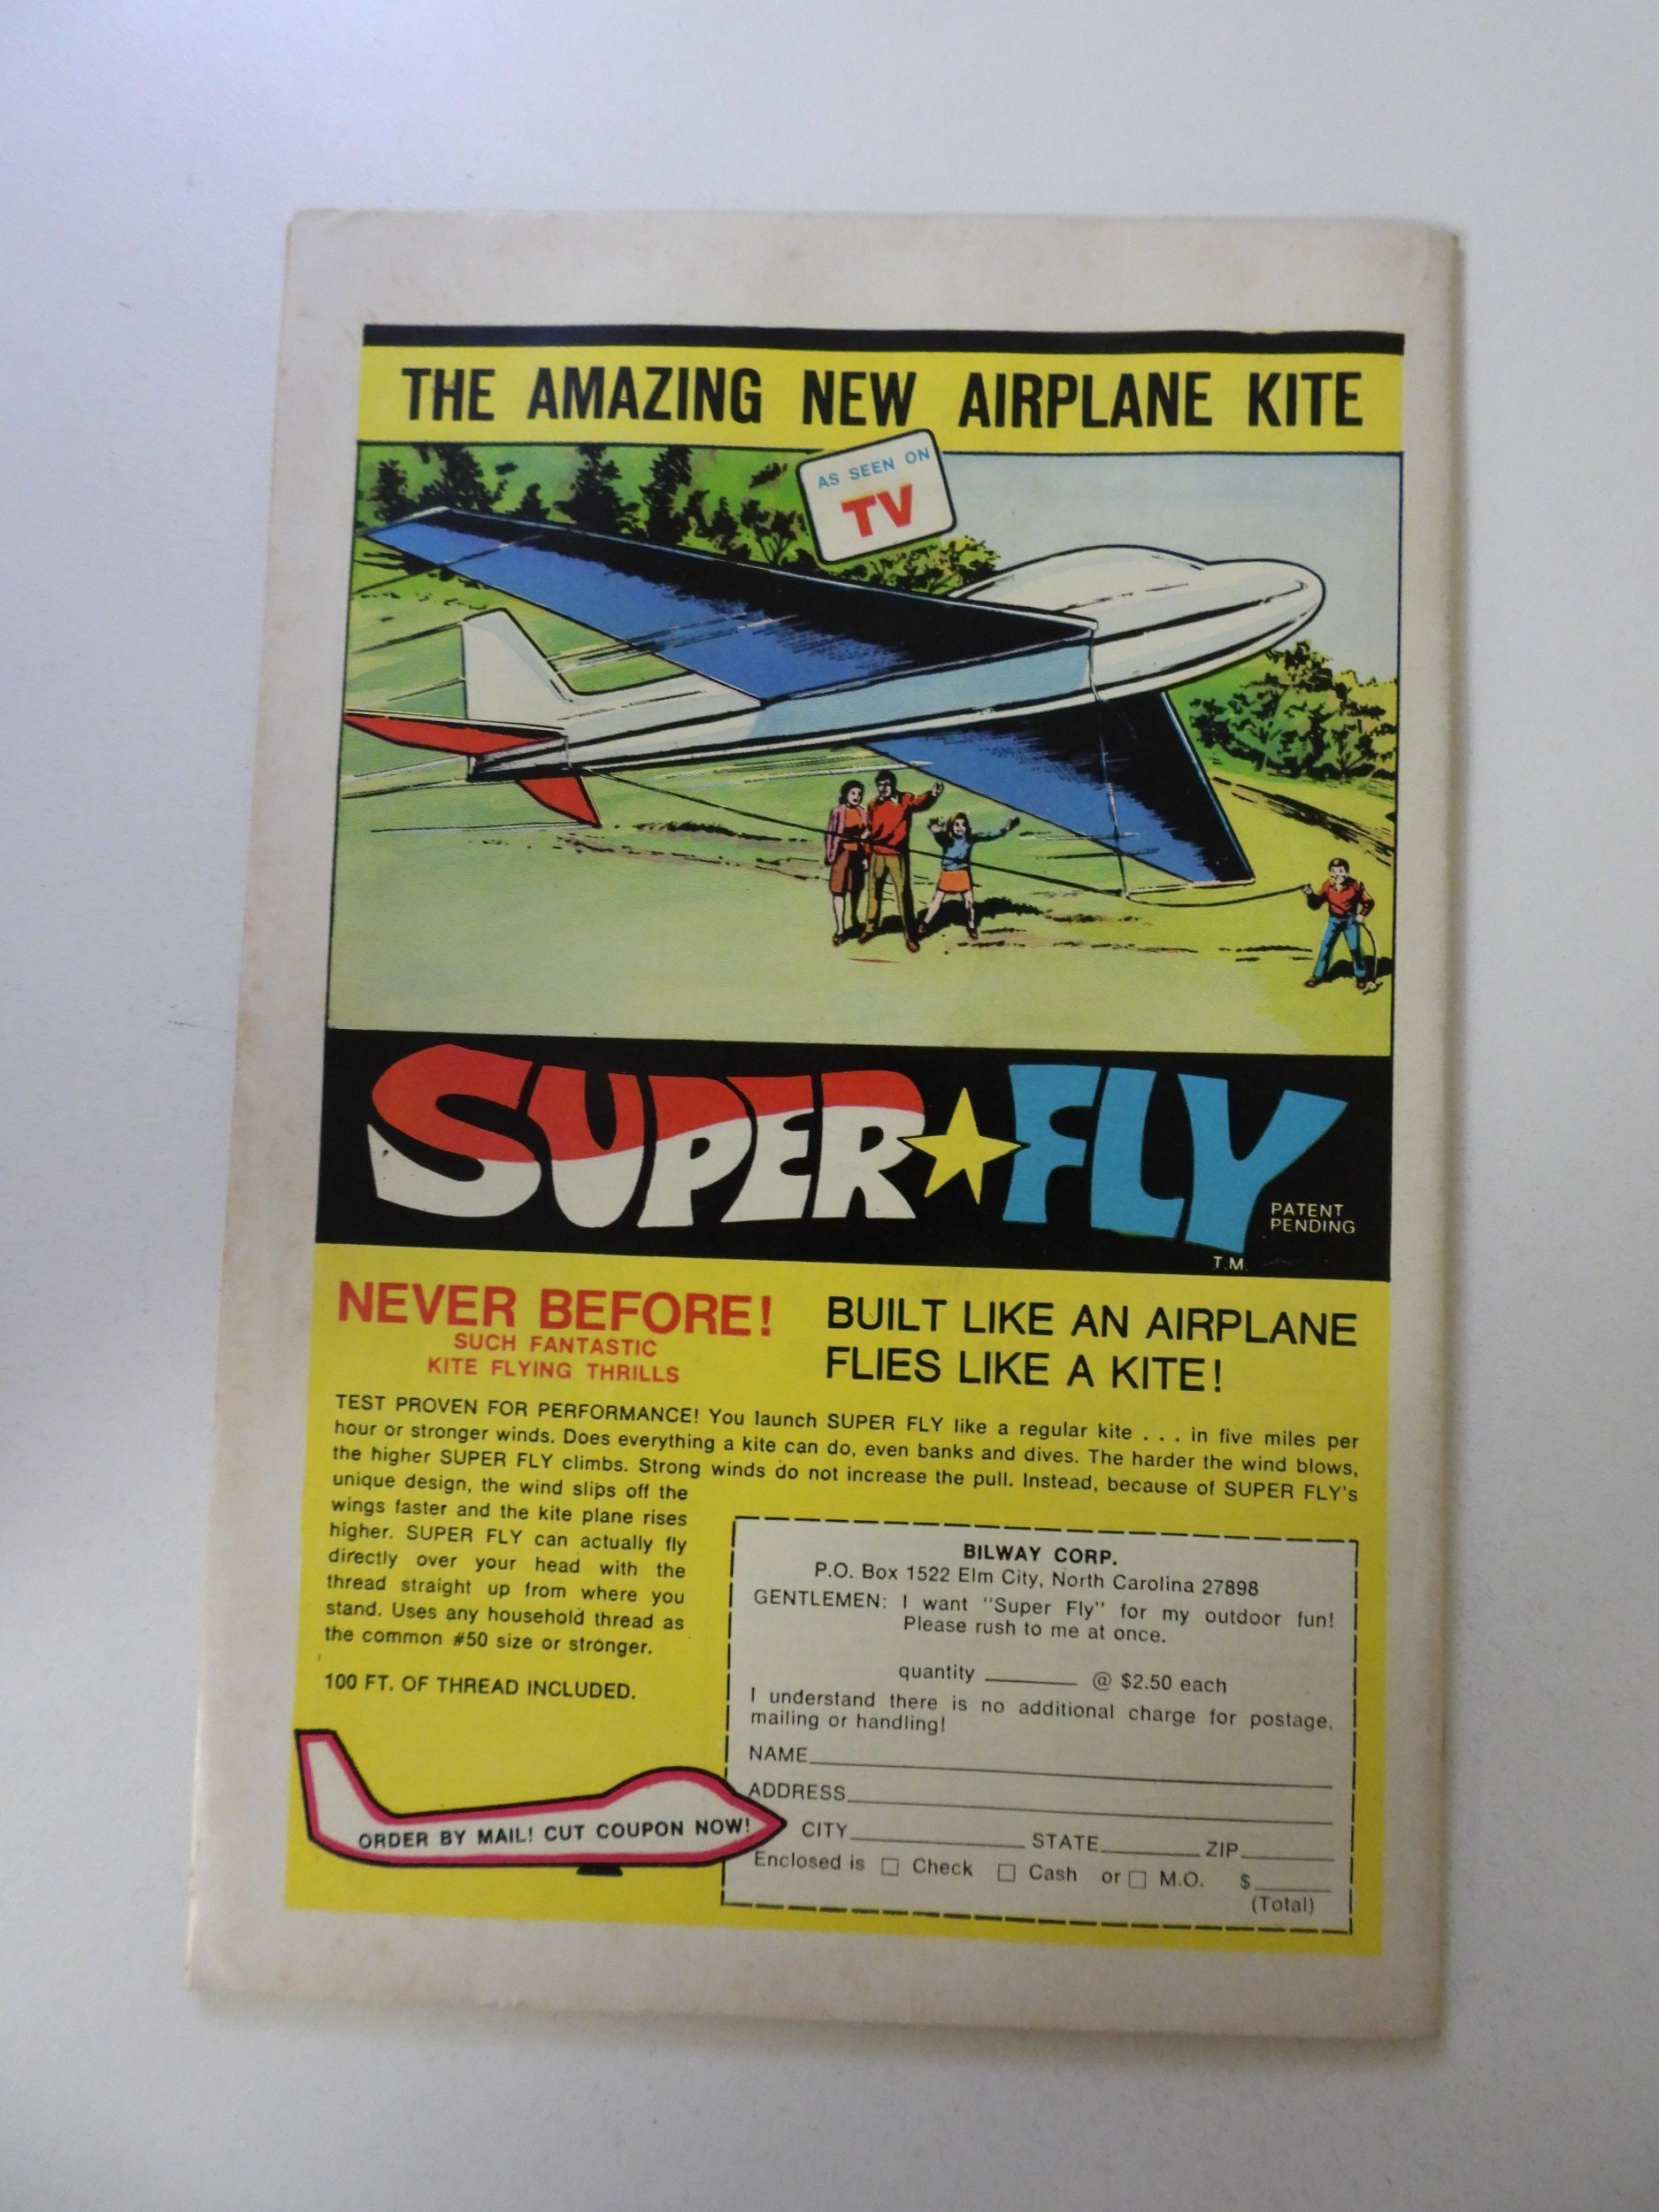 THE AMAZING NEW AIRPLANE KITE
AS SEEN ON
TV
SUPER FLY
PATENT
PENDING
T.M.
NEVER BEFORE!
SUCH FANTASTIC
KITE FLYING THRILLS
BUILT LIKE AN AIRPLANE
FLIES LIKE A KITE!
TEST PROVEN FOR PERFORMANCE! You launch SUPER FLY like a regular kite . . . in five miles per
hour or stronger winds. Does everything a kite can do, even banks and dives. The harder the wind blows,
the higher SUPER FLY climbs. Strong winds do not increase the pull. Instead, because of SUPER FLY's
unique design, the wind slips off the
wings faster and the kite plane rises
higher. SUPER FLY can actually fly
directly over your head with the
thread straight up from where you
stand. Uses any household thread as
the common #50 size or stronger.
100 FT. OF THREAD INCLUDED.
ORDER BY MAIL! CUT COUPON NOW!
BILWAY CORP.
P.O. Box 1522 Elm City, North Carolina 27898
GENTLEMEN: I want "Super Fly" for my outdoor fun!
Please rush to me at once.
quantity ________ @ $2.50 each
I understand there is no additional charge for postage,
mailing or handling!
NAME
ADDRESS
CITY STATE ZIP
Enclosed is □ Check □ Cash or □ M.O. $
(Total)